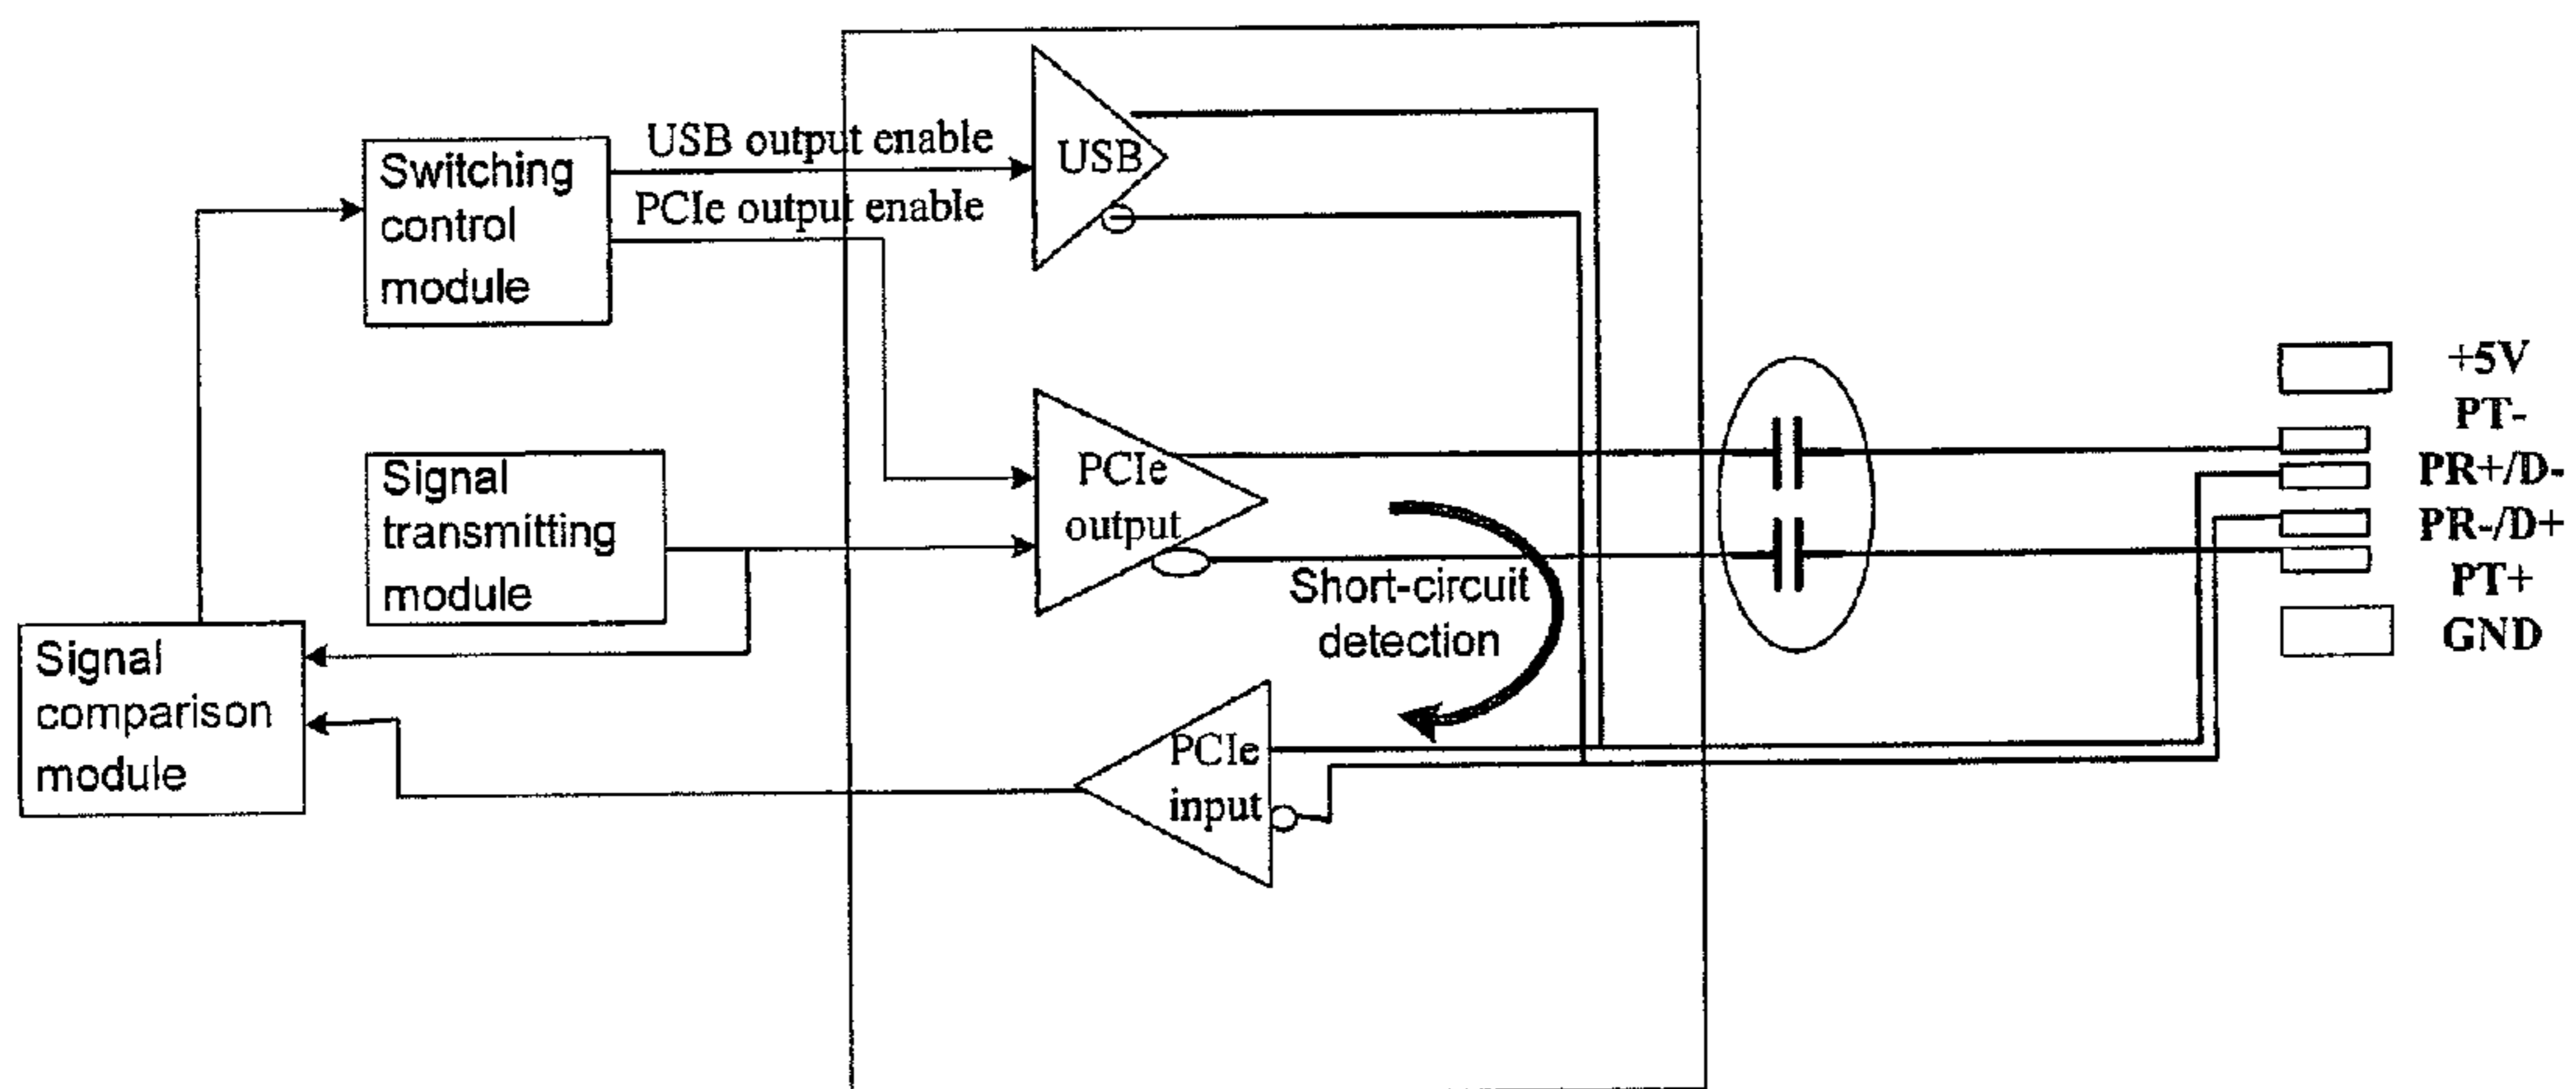 USB output enable
PCIe output enable
Switching
control
module
USB
Signal
transmitting
module
PCIe
output
Short-circuit
detection
Signal
comparison
module
PCIe
input
+5V
PT-
PR+/D-
PR-/D+
PT+
GND